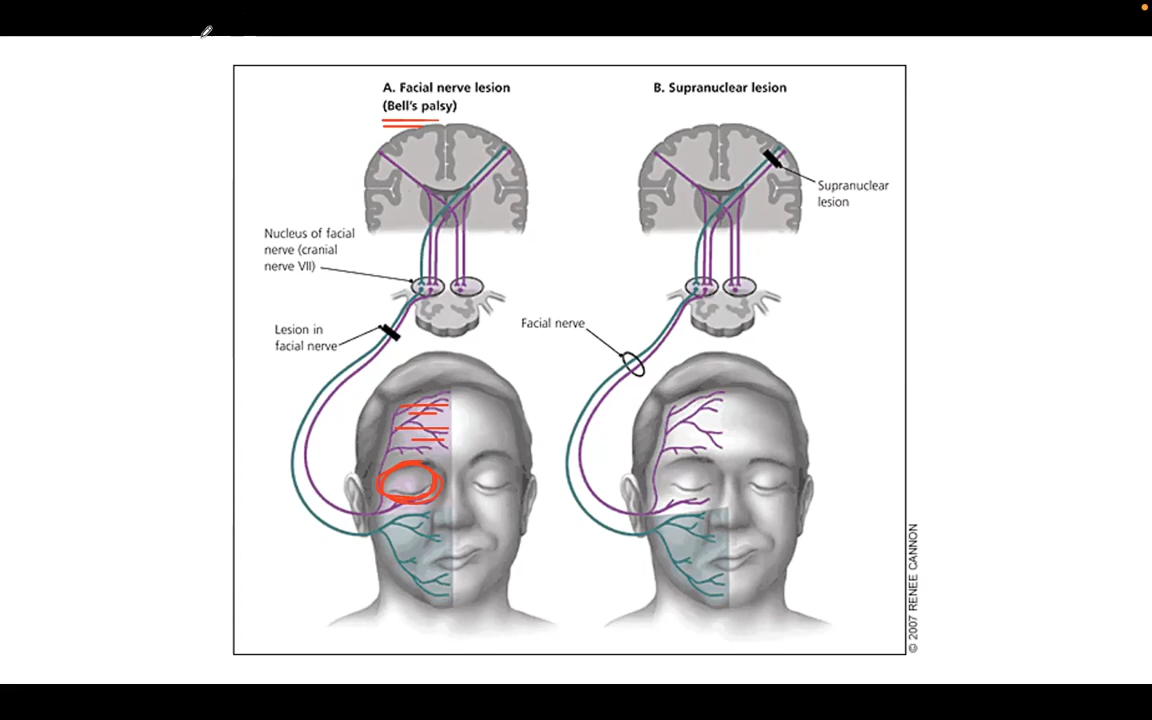 A. Facial nerve lesion
(Bell's palsy)
B. Supranuclear lesion
Supranuclear
lesion
Nucleus of facial
nerve (cranial
nerve VII)
Lesion in
facial nerve
Facial nerve
© 2007 RENEE CANNON